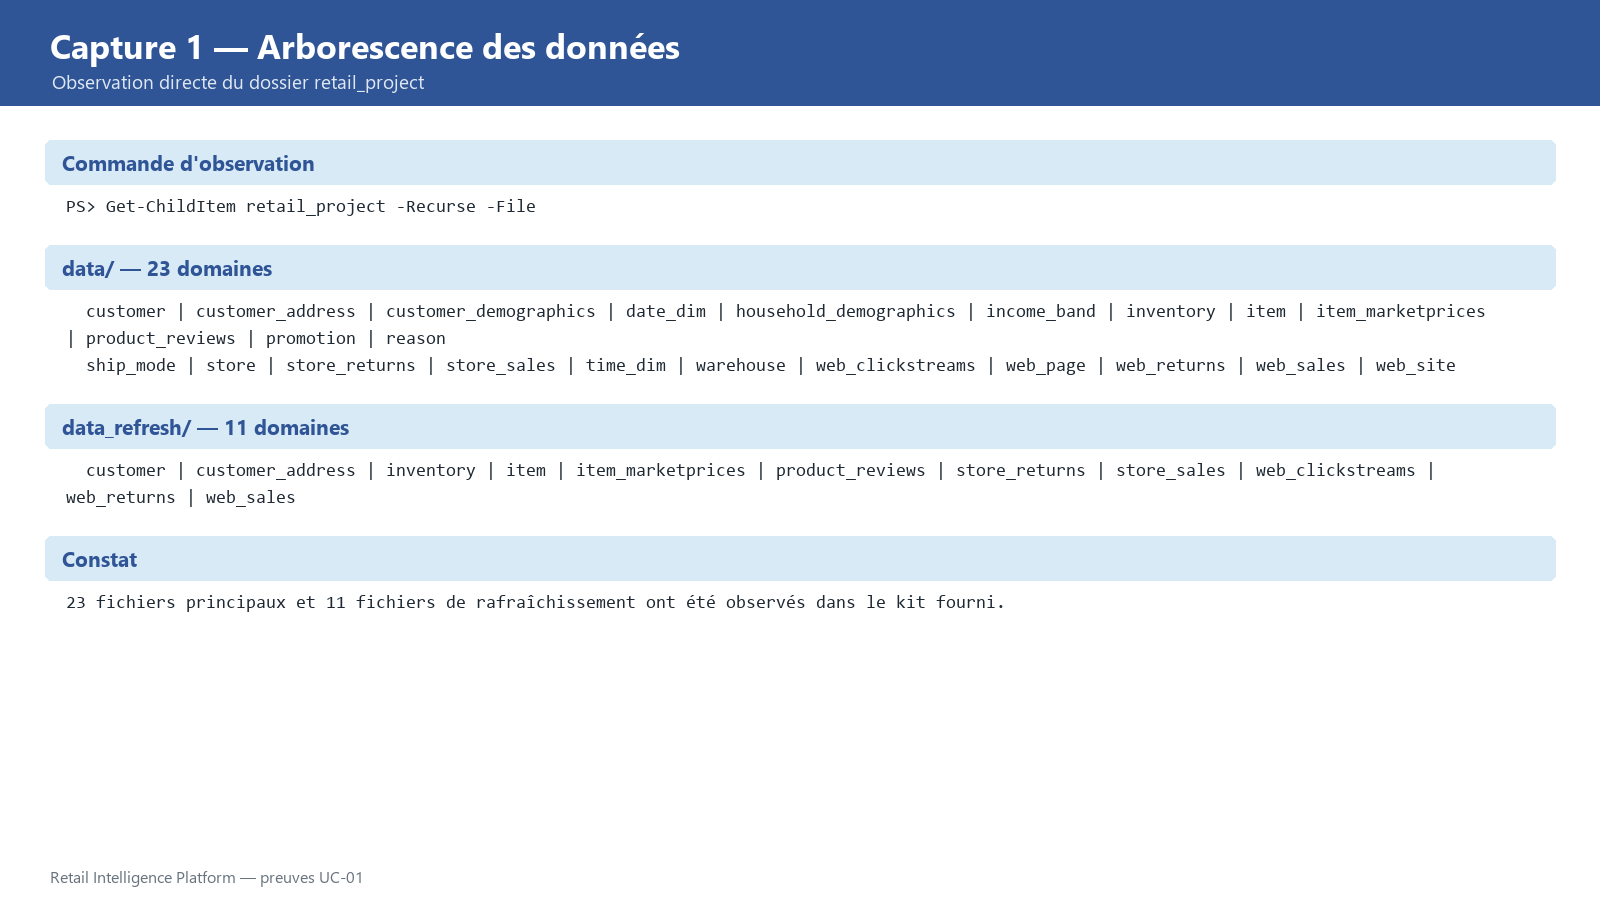 Capture 1 — Arborescence des données
Observation directe du dossier retail_project
Commande d'observation
PS> Get-ChildItem retail_project -Recurse -File
data/ — 23 domaines
customer | customer_address | customer_demographics | date_dim | household_demographics | income_band | inventory | item | item_marketprices
| product_reviews | promotion | reason
ship_mode | store | store_returns | store_sales | time_dim | warehouse | web_clickstreams | web_page | web_returns | web_sales | web_site
data_refresh/ — 11 domaines
customer | customer_address | inventory | item | item_marketprices | product_reviews | store_returns | store_sales | web_clickstreams |
web_returns | web_sales
Constat
23 fichiers principaux et 11 fichiers de rafraîchissement ont été observés dans le kit fourni.
Retail Intelligence Platform — preuves UC-01